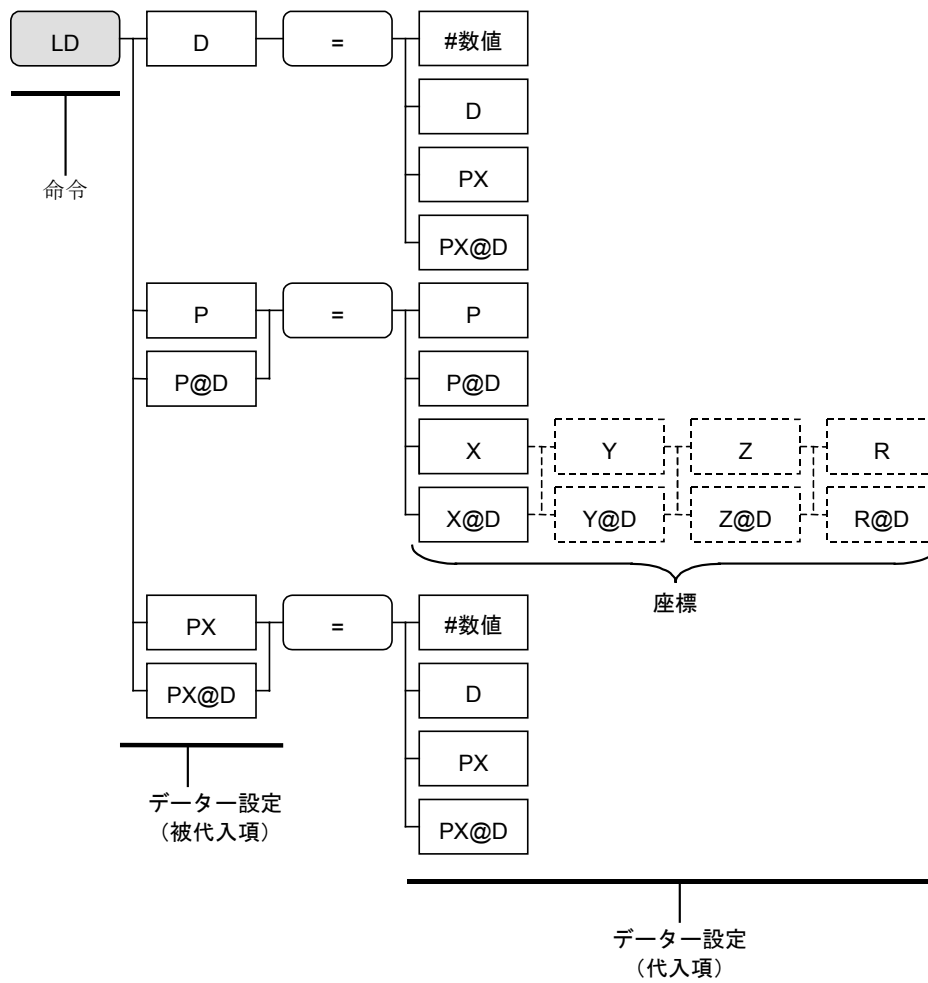 LD D = #数値
D
PX
PX@D
命令
P = P
P@D P@D
X Y Z R
X@D Y@D Z@D R@D
座標
PX = #数値
PX@D D
PX
PX@D
データー設定
（被代入項）
データー設定
（代入項）